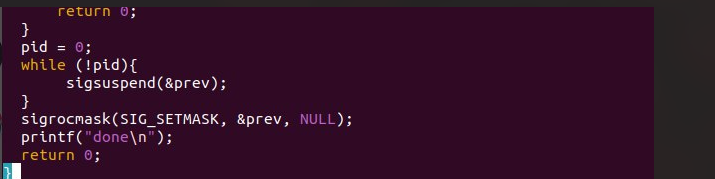 return 0;
}
pid = 0;
while (!pid){
sigsuspend(&prev);
}
sigrocmask(SIG_SETMASK, &prev, NULL);
printf("done\n");
return 0;
}